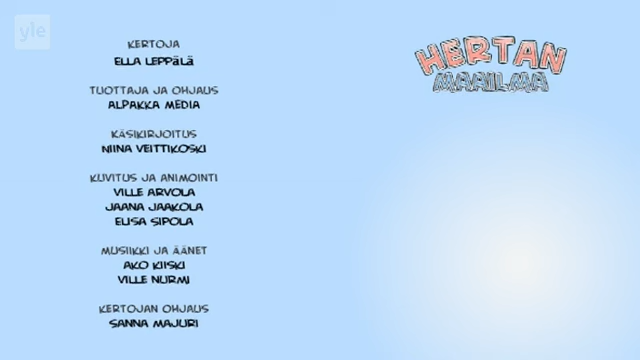 yle
KERTOJA
ELLA LEPPÄLÄ
TUOTTAJA JA OHJAUS
ALPAKKA MEDIA
KÄSIKIRJOITUS
NIINA VEITTIKOSKI
KUVITUS JA ANIMOINTI
VILLE ARVOLA
JAANA JAAKOLA
ELISA SIPOLA
MUSIIKKI JA ÄÄNET
AKO KIISKI
VILLE NURMI
KERTOJAN OHJAUS
SANNA MAJURI
HERTAN
MAAILMA